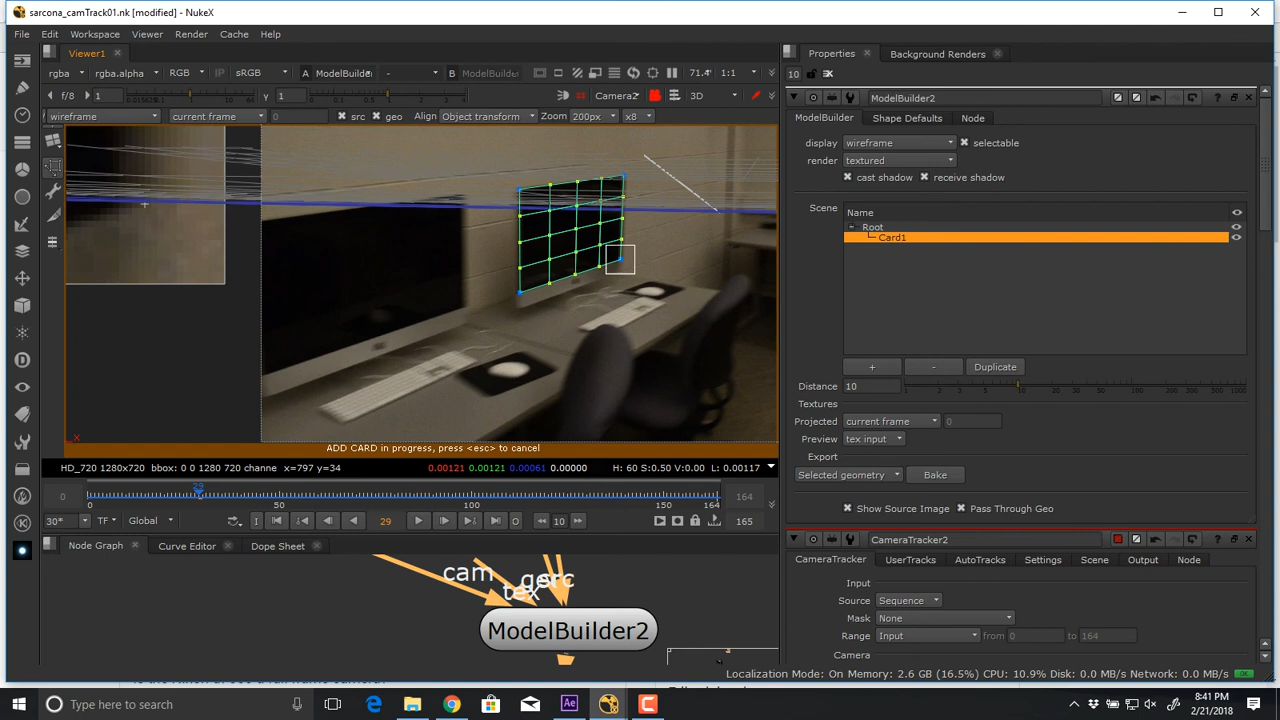 sarcona_camTrack01.nk [modified] - NukeX
File Edit Workspace Viewer Render Cache Help
Viewer1
rgba rgba.alpha RGB sRGB A ModelBuilder - B ModelBuilder 71.4 1:1
f/8 1 y 1 Camera2 3D
wireframe current frame 0 src geo Align Object transform Zoom 200px x8
ADD CARD in progress, press <esc> to cancel
HD_720 1280x720 bbox: 0 0 1280 720 channe x=797 y=34 0.00121 0.00121 0.00061 0.00000 H: 60 S:0.50 V:0.00 L: 0.00117
0 29 164
0 50 100 150 164
30* TF Global I 29 O 10 165
Node Graph Curve Editor Dope Sheet
cam
tex
ModelBuilder2
Properties Background Renders
10
ModelBuilder2
ModelBuilder Shape Defaults Node
display wireframe selectable
render textured
cast shadow receive shadow
Scene
Name
Root
Card1
+ - Duplicate
Distance 10
Textures
Projected current frame 0
Preview tex input
Export
Selected geometry Bake
Show Source Image Pass Through Geo
CameraTracker2
CameraTracker UserTracks AutoTracks Settings Scene Output Node
Input
Source Sequence
Mask None
Range Input from 0 to 164
Camera
Localization Mode: On Memory: 2.6 GB (16.5%) CPU: 10.9% Disk: 0.0 MB/s Network: 0.0 MB/s
Type here to search
8:41 PM
2/21/2018